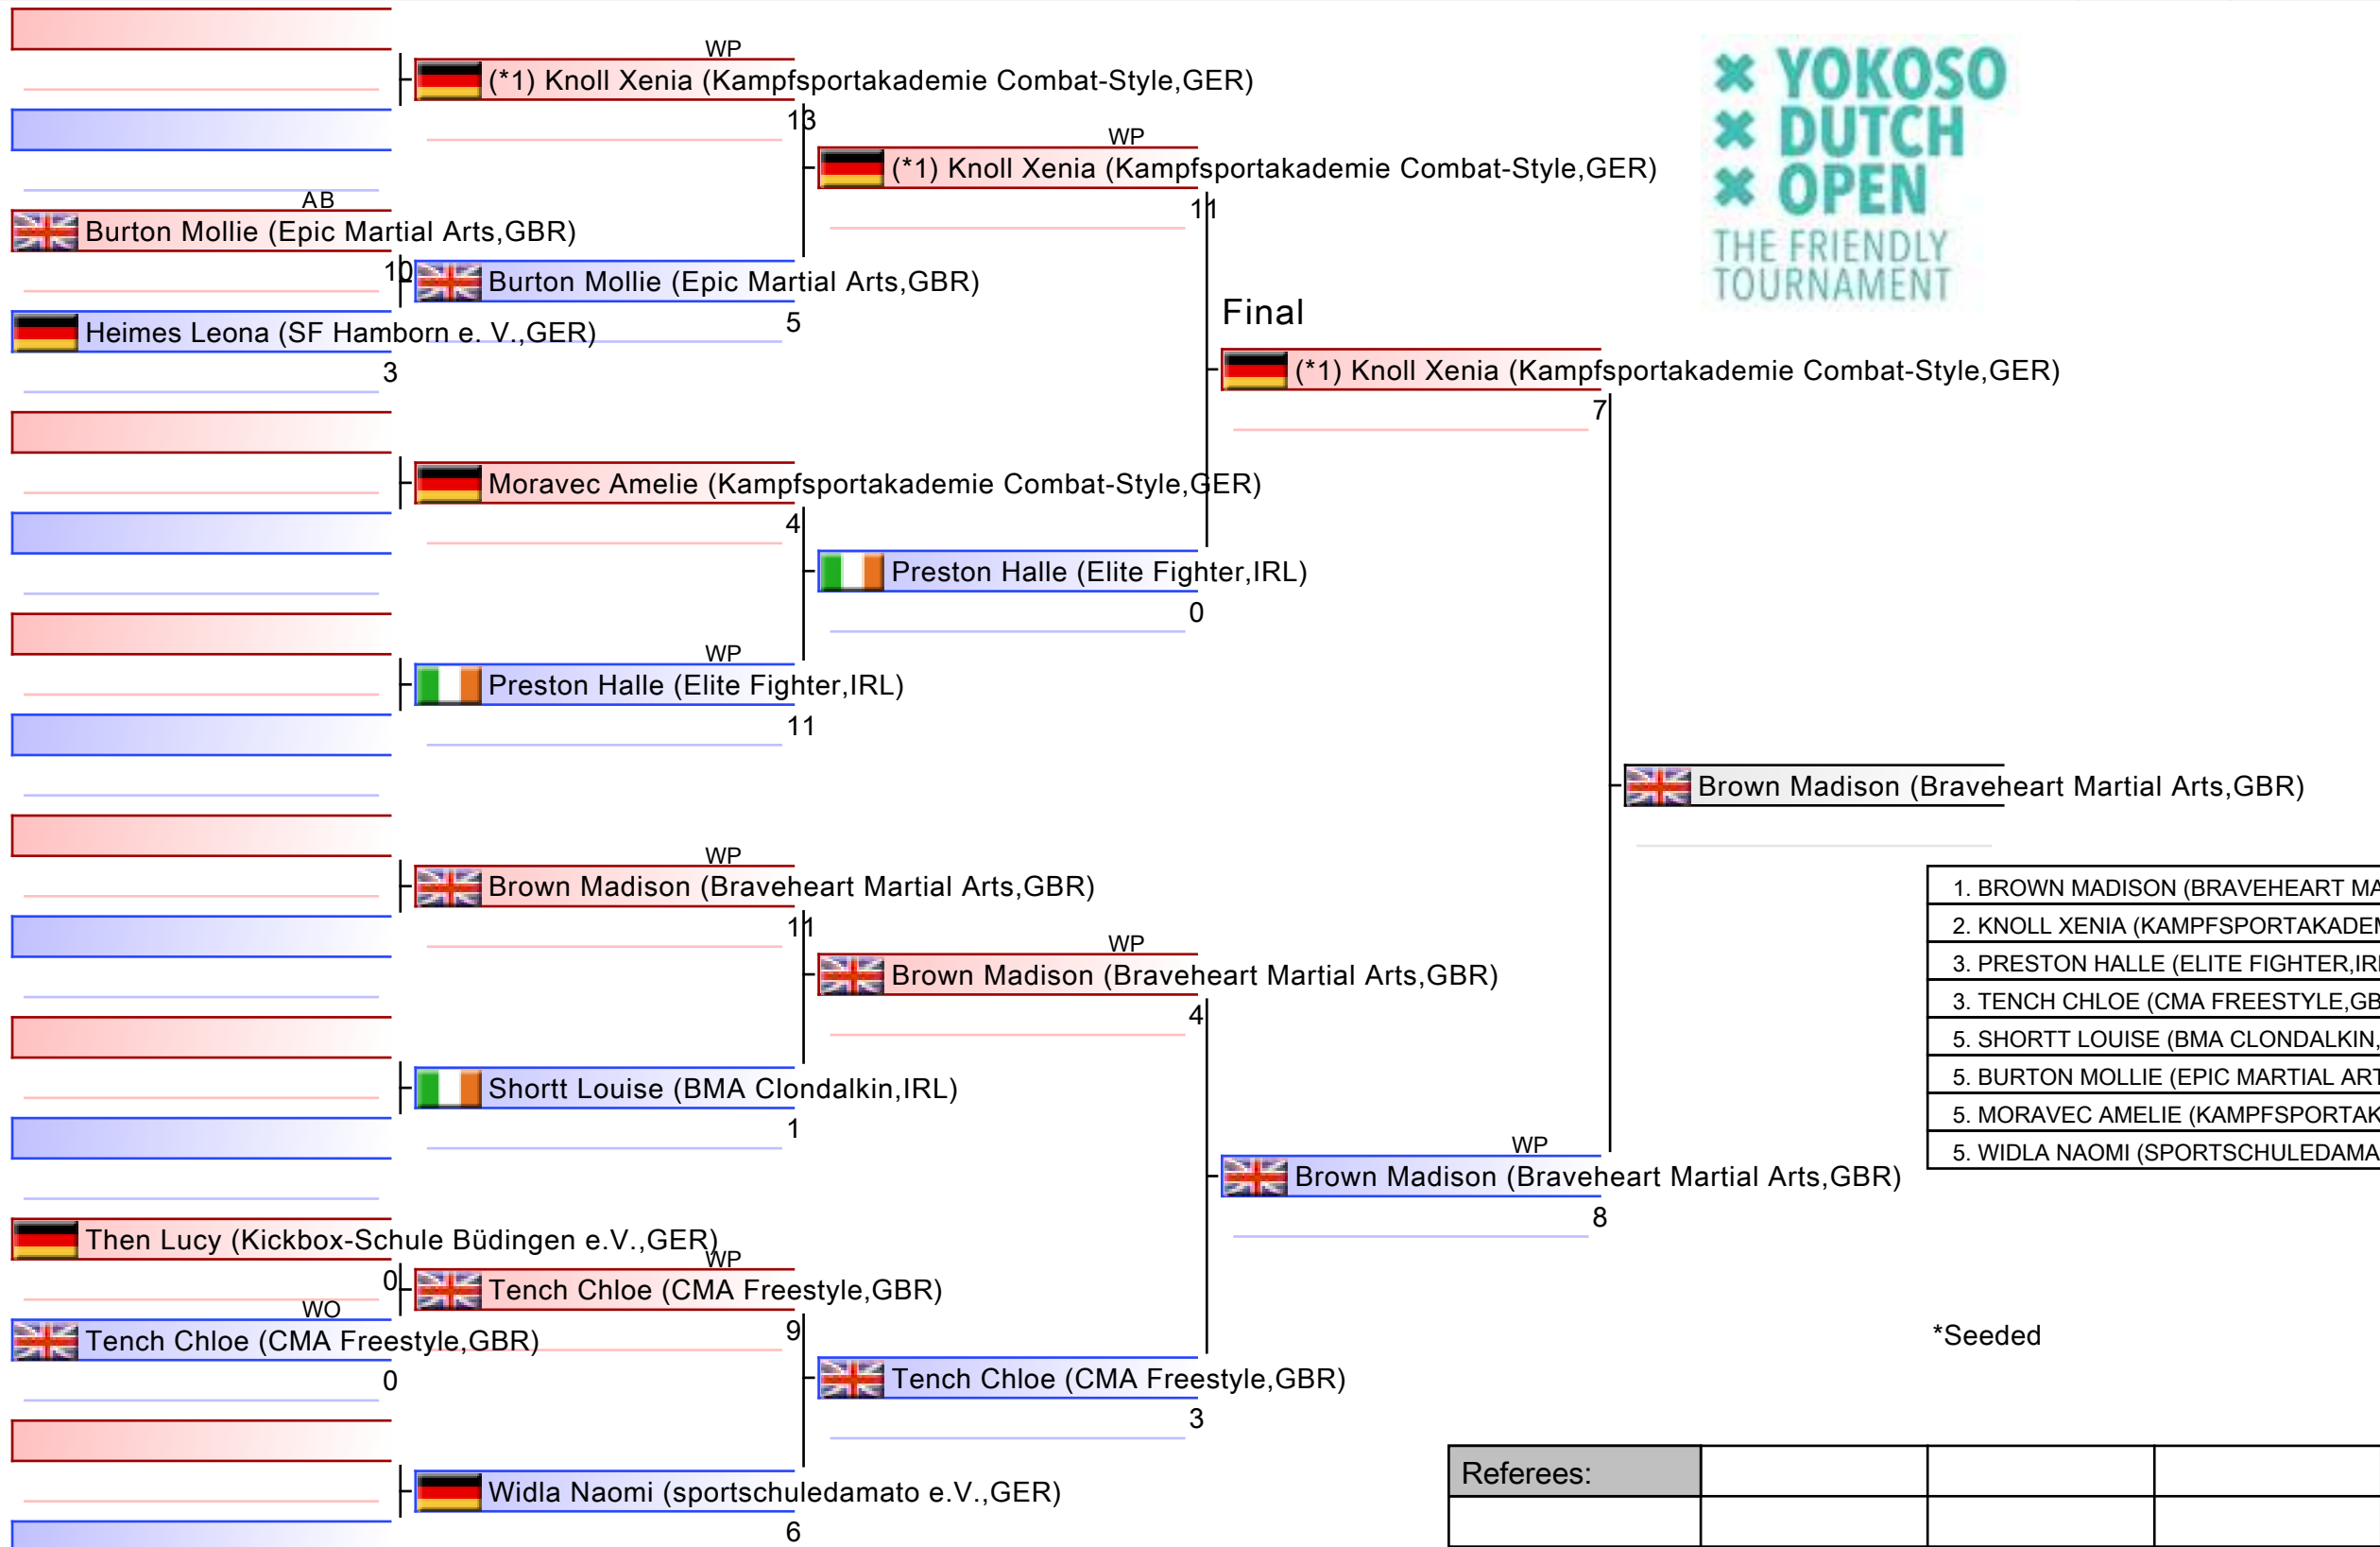 WP
(*1) Knoll Xenia (Kampfsportakademie Combat-Style,GER)
13
AB
Burton Mollie (Epic Martial Arts,GBR)
10
Burton Mollie (Epic Martial Arts,GBR)
5
Heimes Leona (SF Hamborn e. V.,GER)
3
WP
(*1) Knoll Xenia (Kampfsportakademie Combat-Style,GER)
11
YOKOSO
DUTCH
OPEN
THE FRIENDLY
TOURNAMENT
Final
(*1) Knoll Xenia (Kampfsportakademie Combat-Style,GER)
7
Moravec Amelie (Kampfsportakademie Combat-Style,GER)
4
Preston Halle (Elite Fighter,IRL)
0
WP
Preston Halle (Elite Fighter,IRL)
11
Brown Madison (Braveheart Martial Arts,GBR)
WP
Brown Madison (Braveheart Martial Arts,GBR)
11
WP
Brown Madison (Braveheart Martial Arts,GBR)
4
Shortt Louise (BMA Clondalkin,IRL)
1
WP
Brown Madison (Braveheart Martial Arts,GBR)
8
1. BROWN MADISON (BRAVEHEART MA
2. KNOLL XENIA (KAMPFSPORTAKADEM
3. PRESTON HALLE (ELITE FIGHTER,IRL
3. TENCH CHLOE (CMA FREESTYLE,GB
5. SHORTT LOUISE (BMA CLONDALKIN,
5. BURTON MOLLIE (EPIC MARTIAL ART
5. MORAVEC AMELIE (KAMPFSPORTAK
5. WIDLA NAOMI (SPORTSCHULEDAMA
Then Lucy (Kickbox-Schule Büdingen e.V.,GER)
0
WP
Tench Chloe (CMA Freestyle,GBR)
9
WO
Tench Chloe (CMA Freestyle,GBR)
0
Tench Chloe (CMA Freestyle,GBR)
3
*Seeded
Widla Naomi (sportschuledamato e.V.,GER)
6
Referees: